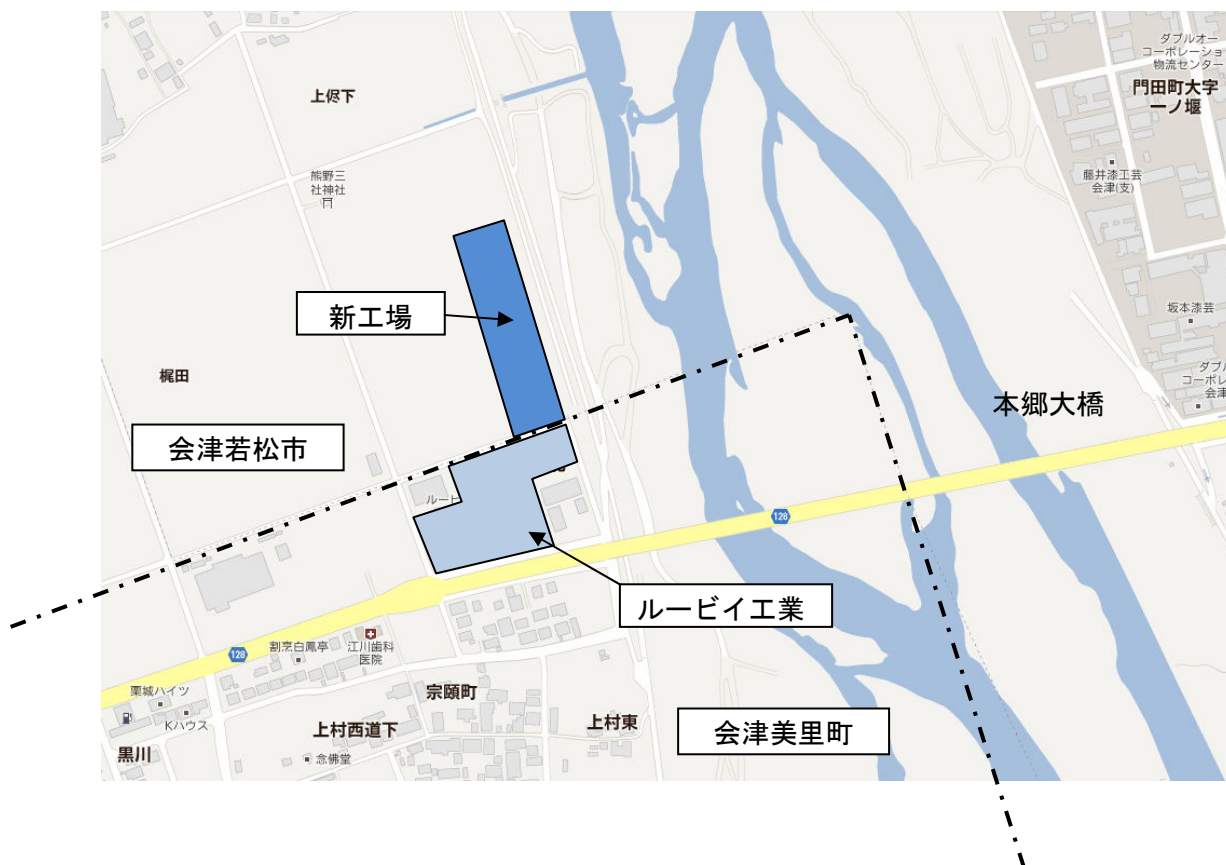 ダブルオー
コーポレーショ
物流センター
門田町大字
一ノ堰
上侭下
藤井漆工芸
会津(支)
熊野三
社神社
新工場
坂本漆芸
梶田
ダブル
コーポレ
会津
本郷大橋
会津若松市
ルービ
128
ルービイ工業
割烹白鳳亭
江川歯科
医院
128
栗城ハイツ
宗頤町
Kハウス
上村西道下
上村東
会津美里町
黒川
念佛堂